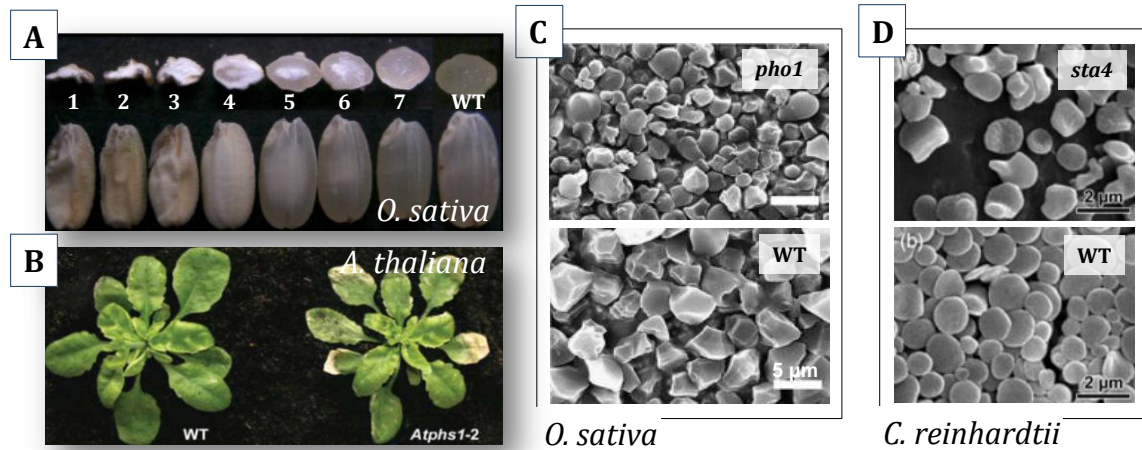 A
1 2 3 4 5 6 7 WT
O. sativa
B
A. thaliana
WT
Atphs1-2
C
pho1
WT
5 µm
O. sativa
D
sta4
2 µm
(b)
WT
2 µm
C. reinhardtii